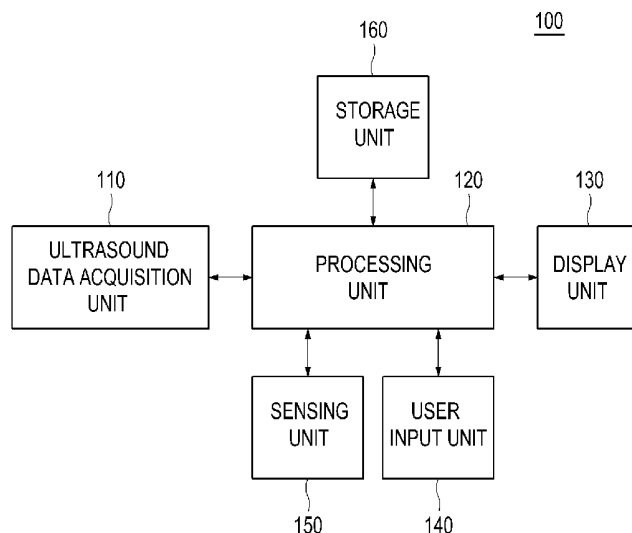 100
160
STORAGE
UNIT
110
120
130
ULTRASOUND
DATA ACQUISITION
UNIT
PROCESSING
UNIT
DISPLAY
UNIT
SENSING
UNIT
USER
INPUT UNIT
150
140